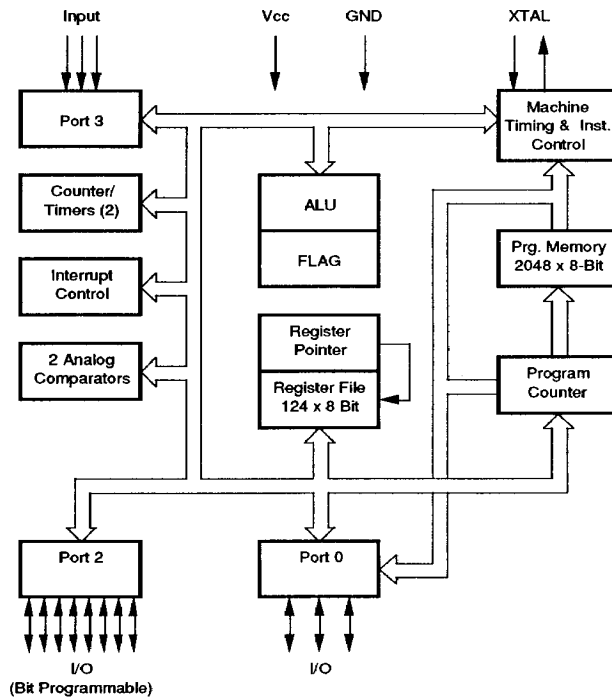 Input
Vcc
GND
XTAL
Port 3
Machine
Timing & Inst.
Control
Counter/
Timers (2)
ALU
FLAG
Prg. Memory
2048 x 8-Bit
Interrupt
Control
Register
Pointer
2 Analog
Comparators
Register File
124 x 8 Bit
Program
Counter
Port 2
Port 0
I/O
(Bit Programmable)
I/O